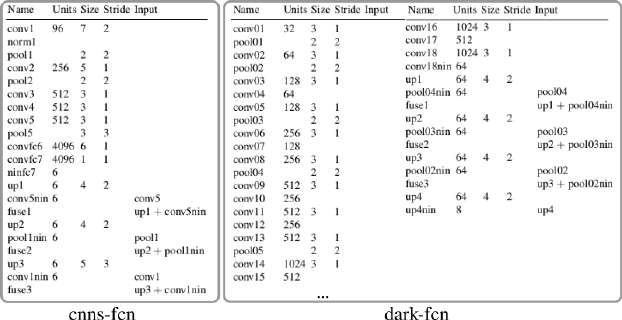 Name Units Size Stride Input
conv1 96 7 2
norm1
pool1 2 2
conv2 256 5 1
pool2 2 2
conv3 512 3 1
conv4 512 3 1
conv5 512 3 1
pool5 3 3
convfc6 4096 6 1
convfc7 4096 1 1
ninfc7 6
up1 6 4 2
conv5nin 6 conv5
fuse1 up1 + conv5nin
up2 6 4 2
pool1nin 6 pool1
fuse2 up2 + pool1nin
up3 6 5 3
conv1nin 6 conv1
fuse3 up3 + conv1nin
cnns-fcn
Name Units Size Stride Input
conv01 32 3 1
pool01 2 2
conv02 64 3 1
pool02 2 2
conv03 128 3 1
conv04 64
conv05 128 3 1
pool03 2 2
conv06 256 3 1
conv07 128
conv08 256 3 1
pool04 2 2
conv09 512 3 1
conv10 256
conv11 512 3 1
conv12 256
conv13 512 3 1
pool05 2 2
conv14 1024 3 1
conv15 512
...
Name Units Size Stride Input
conv16 1024 3 1
conv17 512
conv18 1024 3 1
conv18nin 64
up1 64 4 2
pool04nin 64 pool04
fuse1 up1 + pool04nin
up2 64 4 2
pool03nin 64 pool03
fuse2 up2 + pool03nin
up3 64 4 2
pool02nin 64 pool02
fuse3 up3 + pool02nin
up4 64 4 2
up4nin 8 up4
dark-fcn